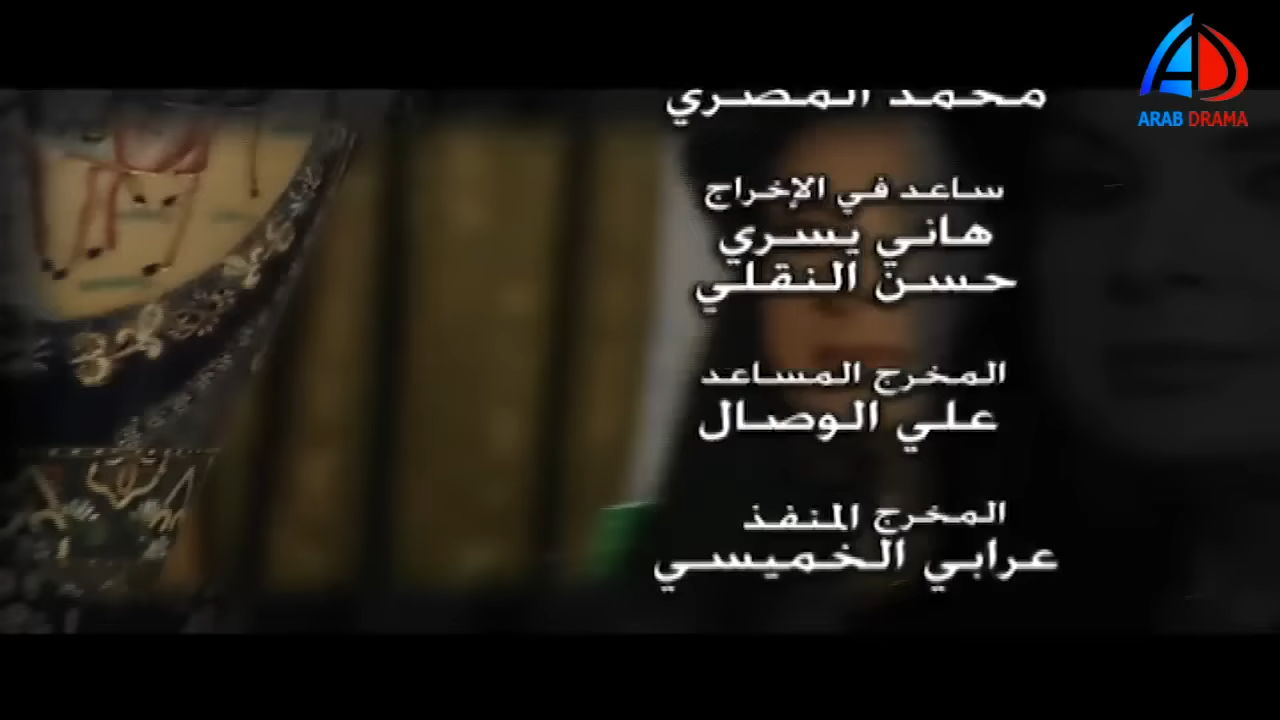 ARAB DRAMA
محمد المصري
ساعد في الإخراج
هاني يسري
حسن النقلي
المخرج المساعد
علي الوصال
المخرج المنفذ
عرابي الخميسي